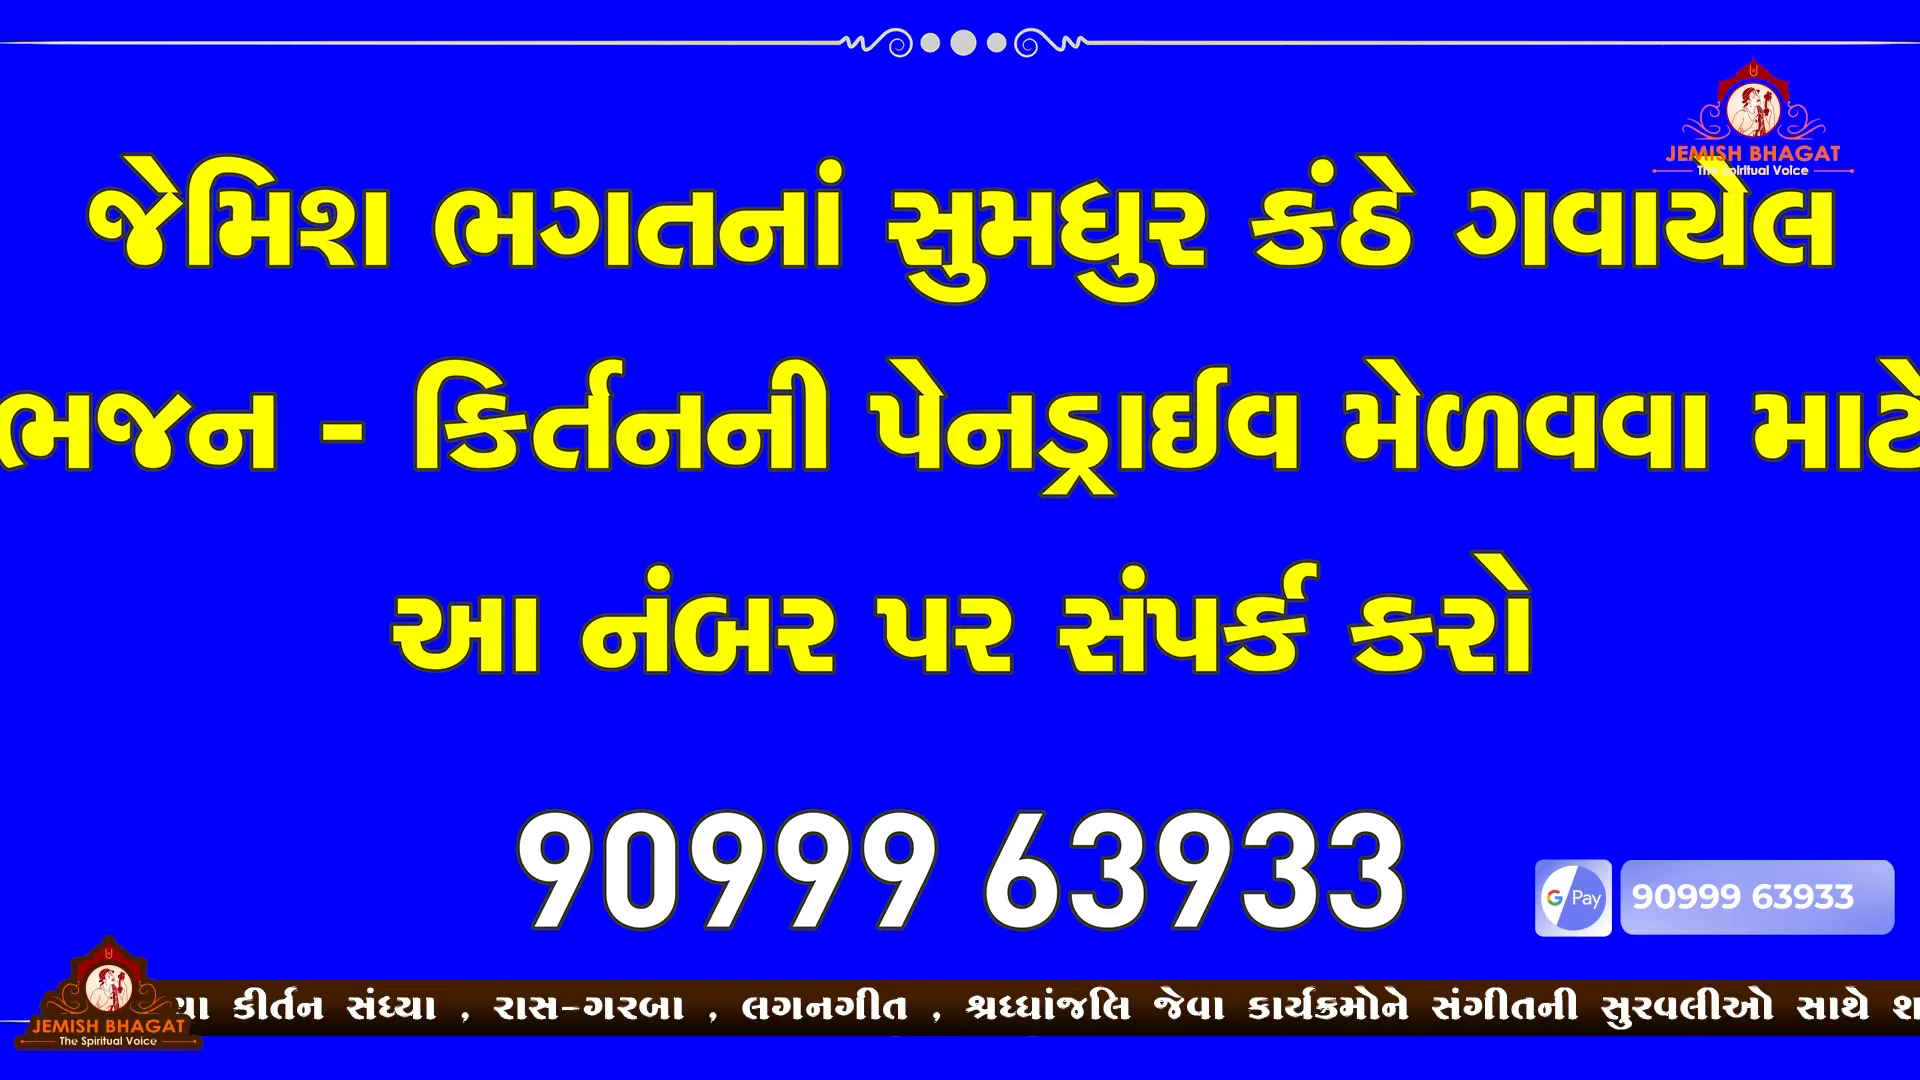 JEMISH BHAGAT
The Spiritual Voice
જેમિશ ભગતનાં સુમધુર કંઠે ગવાયેલ
ભજન - કિર્તનની પેનડ્રાઈવ મેળવવા માટે
આ નંબર પર સંપર્ક કરો
90999 63933
G Pay 90999 63933
કીર્તન સંધ્યા , રાસ-ગરબા , લગનગીત , શ્રધ્ધાંજલિ જેવા કાર્યક્રમોને સંગીતની સુરવલીઓ સાથે
JEMISH BHAGAT
The Spiritual Voice